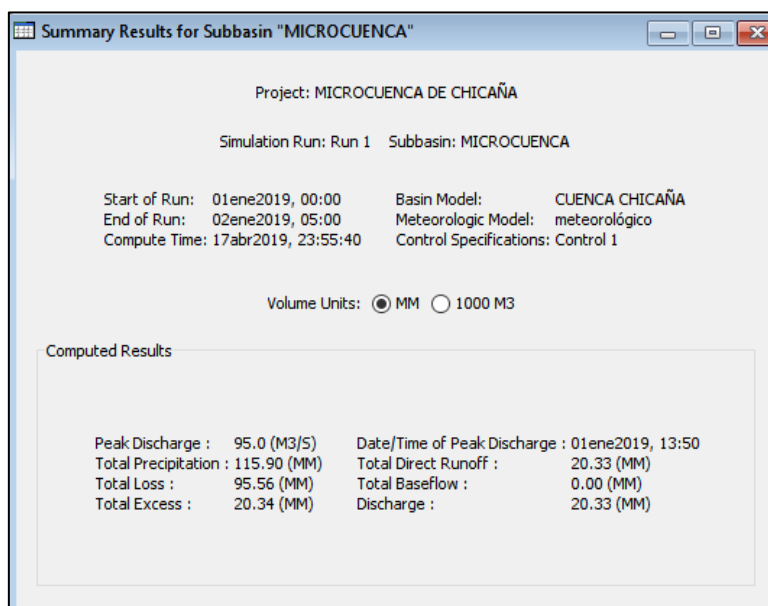 Summary Results for Subbasin "MICROCUENCA"
Project: MICROCUENCA DE CHICAÑA
Simulation Run: Run 1 Subbasin: MICROCUENCA
Start of Run: 01ene2019, 00:00 Basin Model: CUENCA CHICAÑA
End of Run: 02ene2019, 05:00 Meteorologic Model: meteorológico
Compute Time: 17abr2019, 23:55:40 Control Specifications: Control 1
Volume Units: MM 1000 M3
Computed Results
Peak Discharge : 95.0 (M3/S) Date/Time of Peak Discharge : 01ene2019, 13:50
Total Precipitation : 115.90 (MM) Total Direct Runoff : 20.33 (MM)
Total Loss : 95.56 (MM) Total Baseflow : 0.00 (MM)
Total Excess : 20.34 (MM) Discharge : 20.33 (MM)